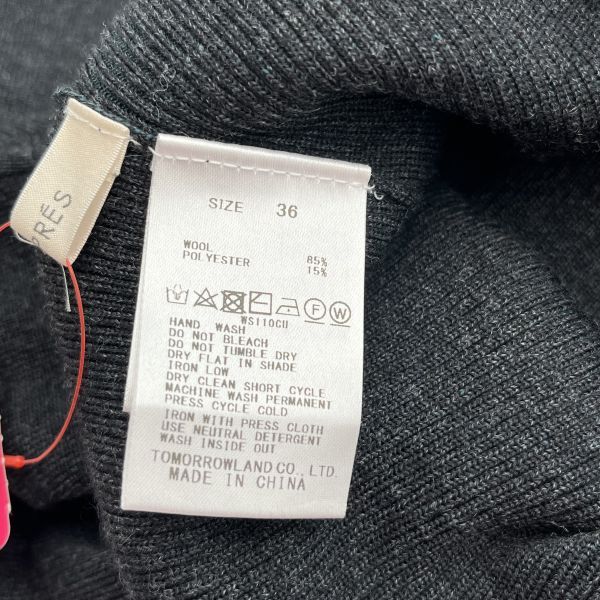 PRÈS
SIZE 36
WOOL 85%
POLYESTER 15%
F W
WS110CU
HAND WASH
DO NOT BLEACH
DO NOT TUMBLE DRY
DRY FLAT IN SHADE
IRON LOW
DRY CLEAN SHORT CYCLE
MACHINE WASH PERMANENT
PRESS CYCLE COLD
IRON WITH PRESS CLOTH
USE NEUTRAL DETERGENT
WASH INSIDE OUT
TOMORROWLAND CO., LTD.
MADE IN CHINA